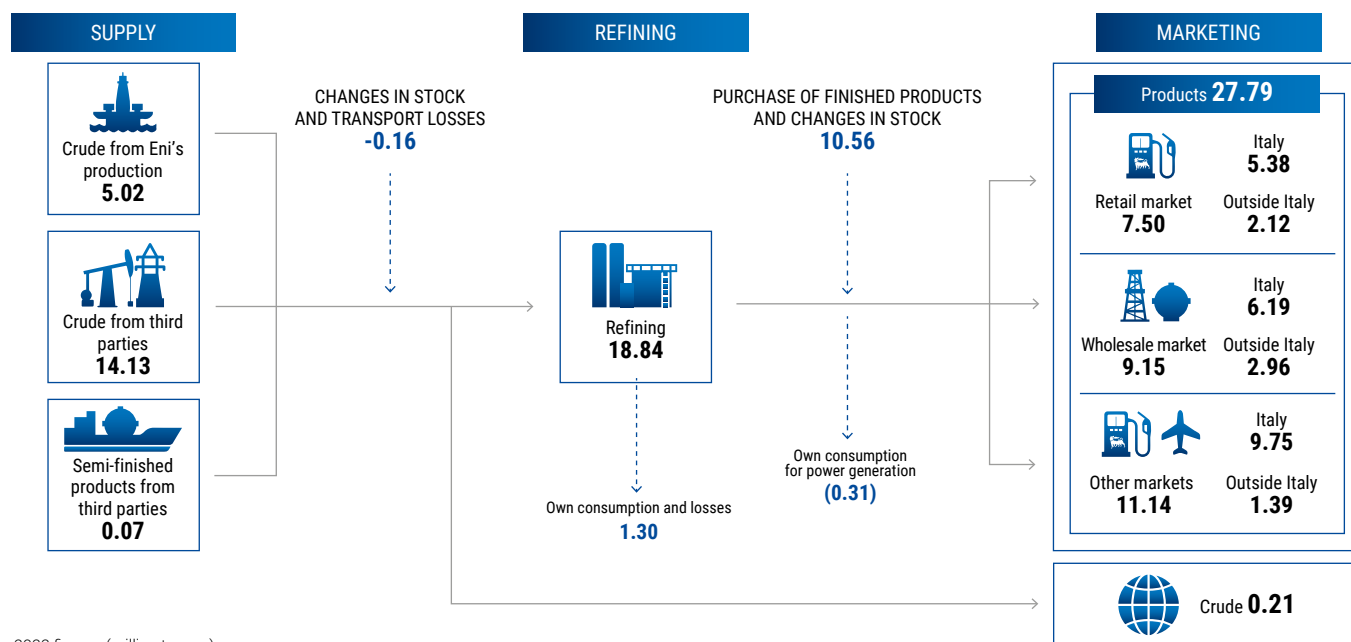 SUPPLY
REFINING
MARKETING
Crude from Eni's
production
5.02
Crude from third
parties
14.13
Semi-finished
products from
third parties
0.07
CHANGES IN STOCK
AND TRANSPORT LOSSES
-0.16
Refining
18.84
Own consumption and losses
1.30
PURCHASE OF FINISHED PRODUCTS
AND CHANGES IN STOCK
10.56
Own consumption
for power generation
(0.31)
Products 27.79
Retail market
7.50
Italy
5.38
Outside Italy
2.12
Wholesale market
9.15
Italy
6.19
Outside Italy
2.96
Other markets
11.14
Italy
9.75
Outside Italy
1.39
Crude 0.21